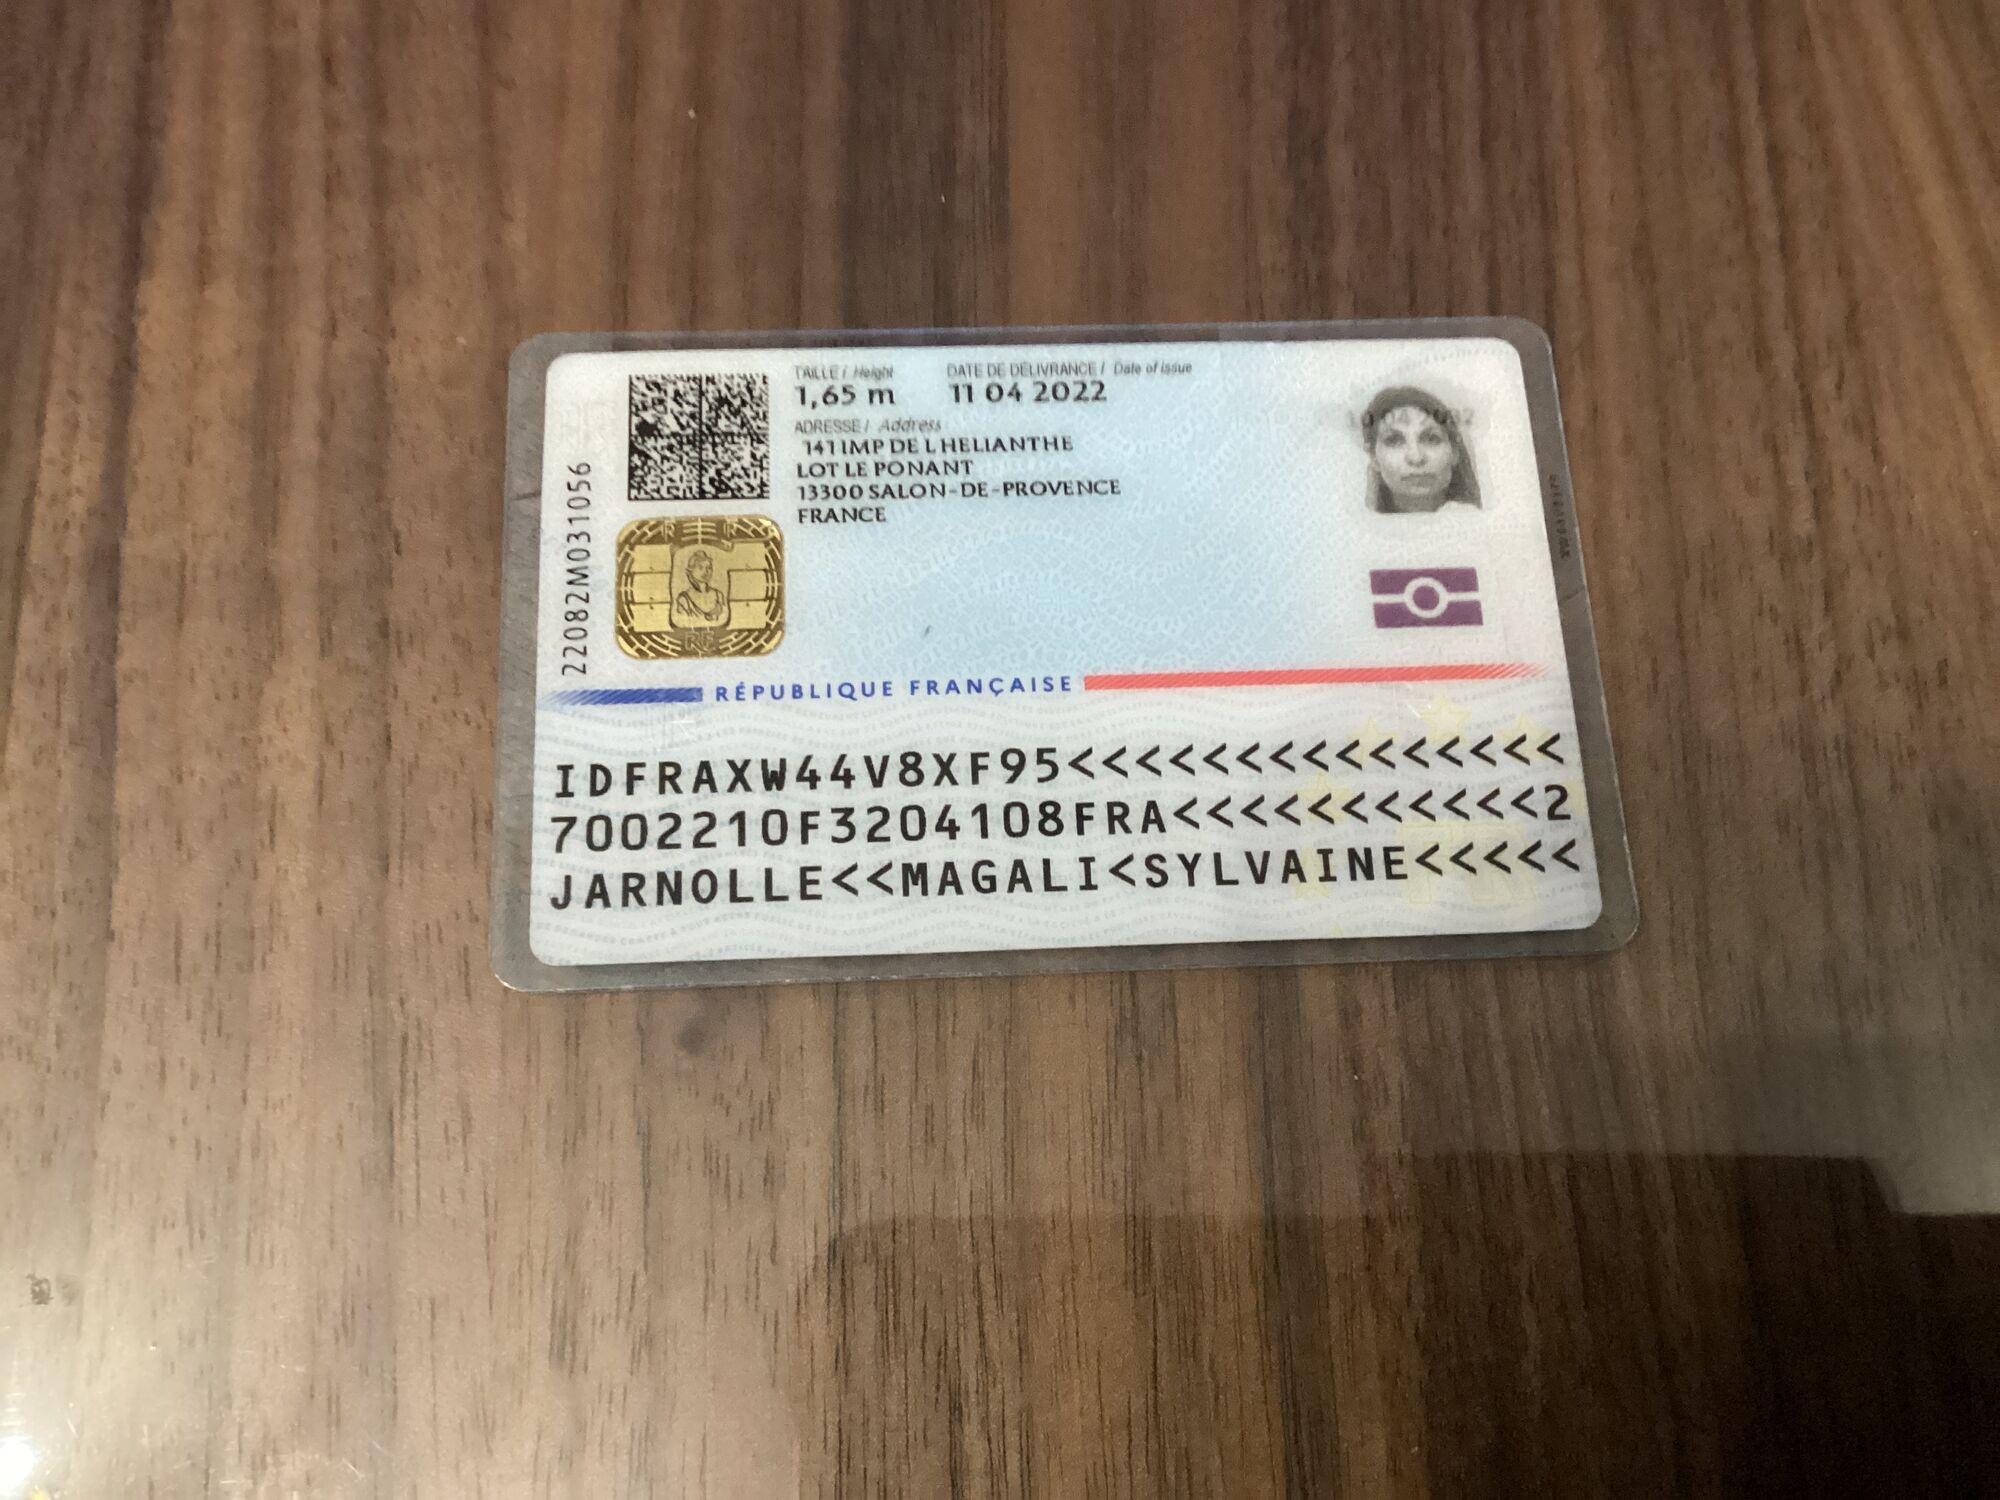 TAILLE / Height
1,65 m
DATE DE DÉLIVRANCE / Date of issue
11 04 2022
ADRESSE / Address
141 IMP DE L HELIANTHE
LOT LE PONANT
13300 SALON-DE-PROVENCE
FRANCE
22082M031056
RÉPUBLIQUE FRANÇAISE
IDFRAXW44V8XF95<<<<<<<<<<<<<<<
7002210F3204108FRA<<<<<<<<<<<2
JARNOLLE<<MAGALI<SYLVAINE<<<<<